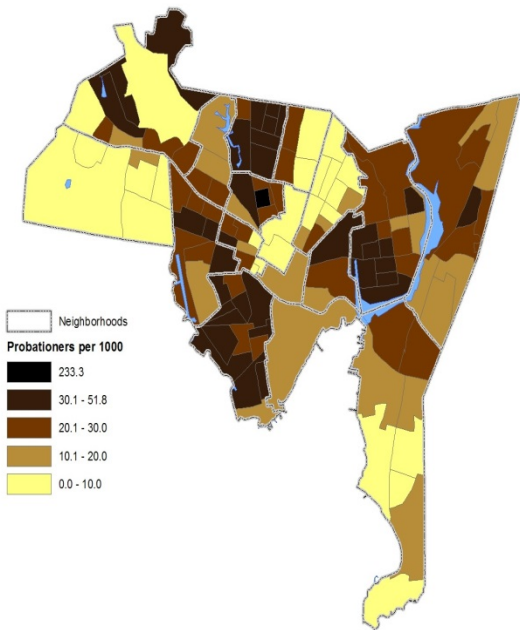 Neighborhoods
Probationers per 1000
233.3
30.1 - 51.8
20.1 - 30.0
10.1 - 20.0
0.0 - 10.0